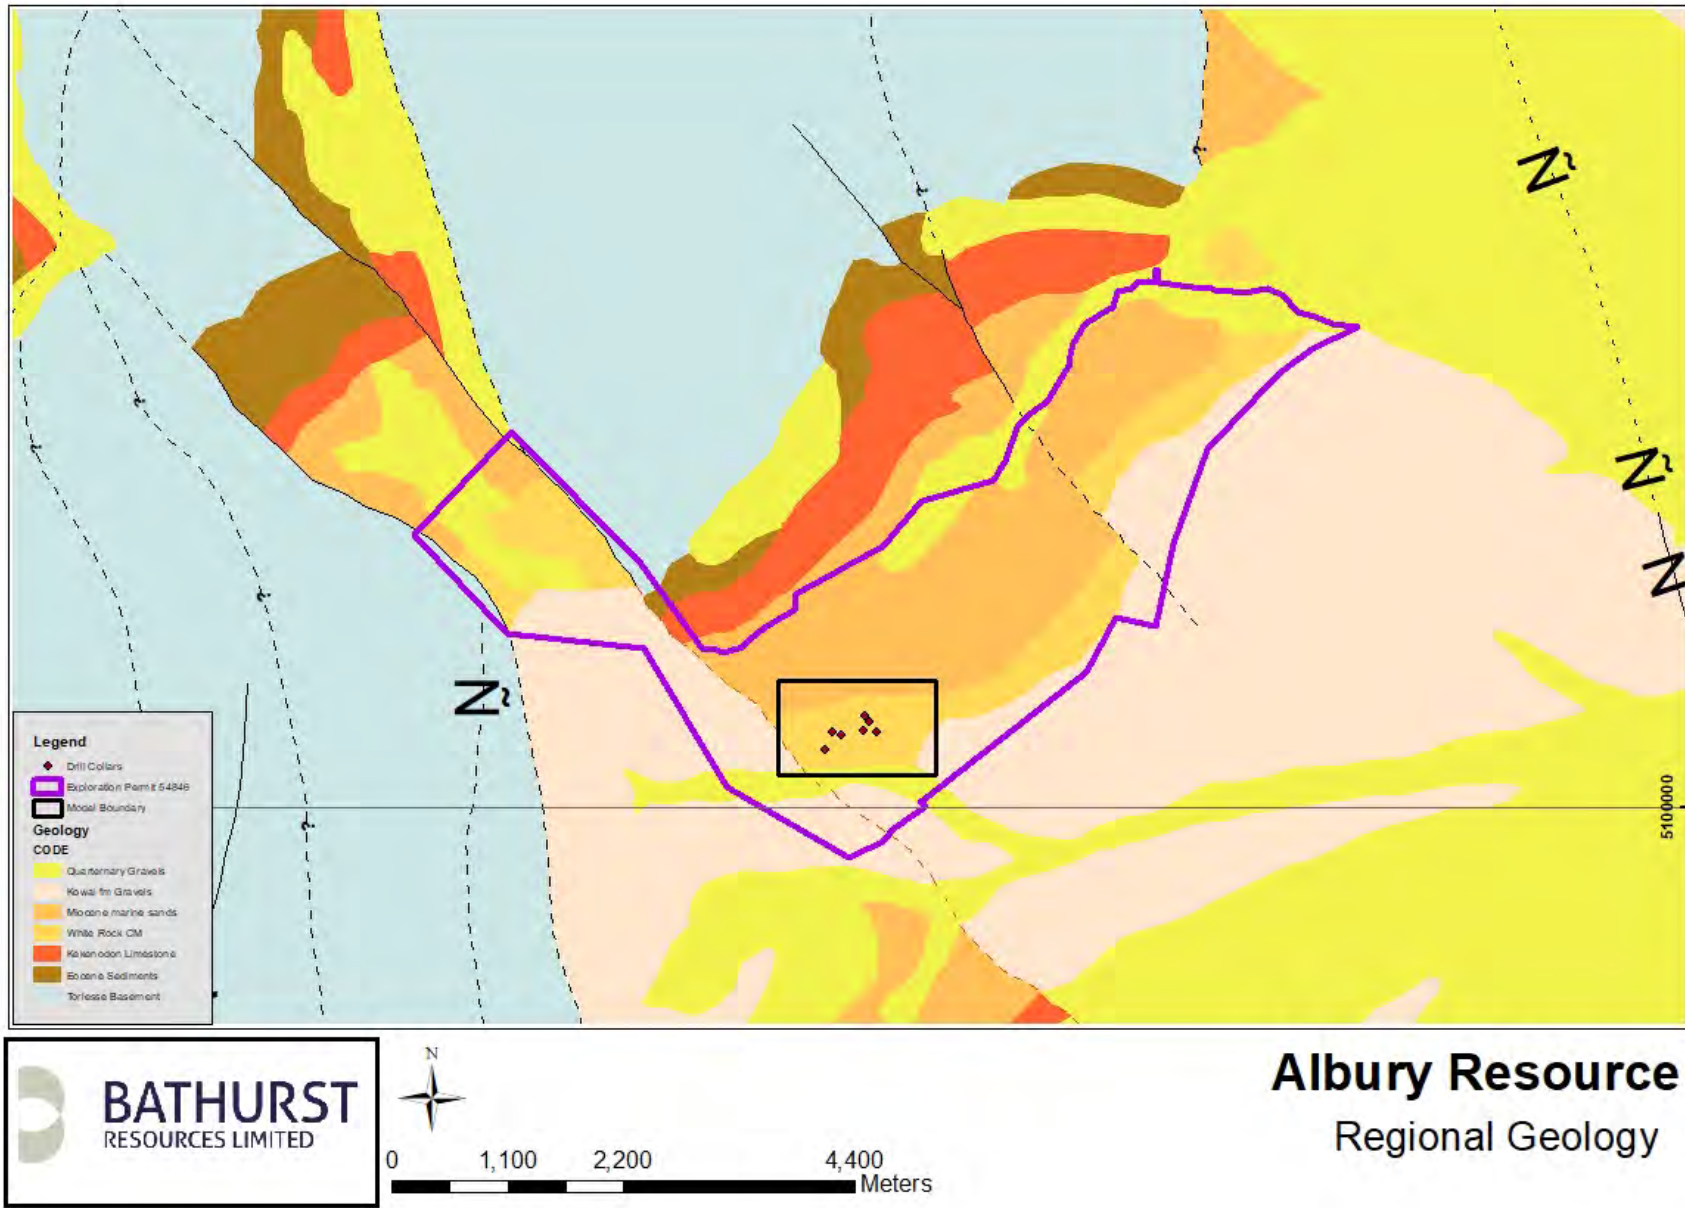 ?
?
?
?
?
?
?
N~
N~
N
N~
5100000
Legend
Drill Collars
Exploration Permit 54846
Model Boundary
Geology
CODE
Quarternary Gravels
Kowai fm Gravels
Miocene marine sands
White Rock CM
Kekenodon Limestone
Eocene Sediments
Torlesse Basement
BATHURST
RESOURCES LIMITED
N
0 1,100 2,200 4,400
Meters
Albury Resource
Regional Geology